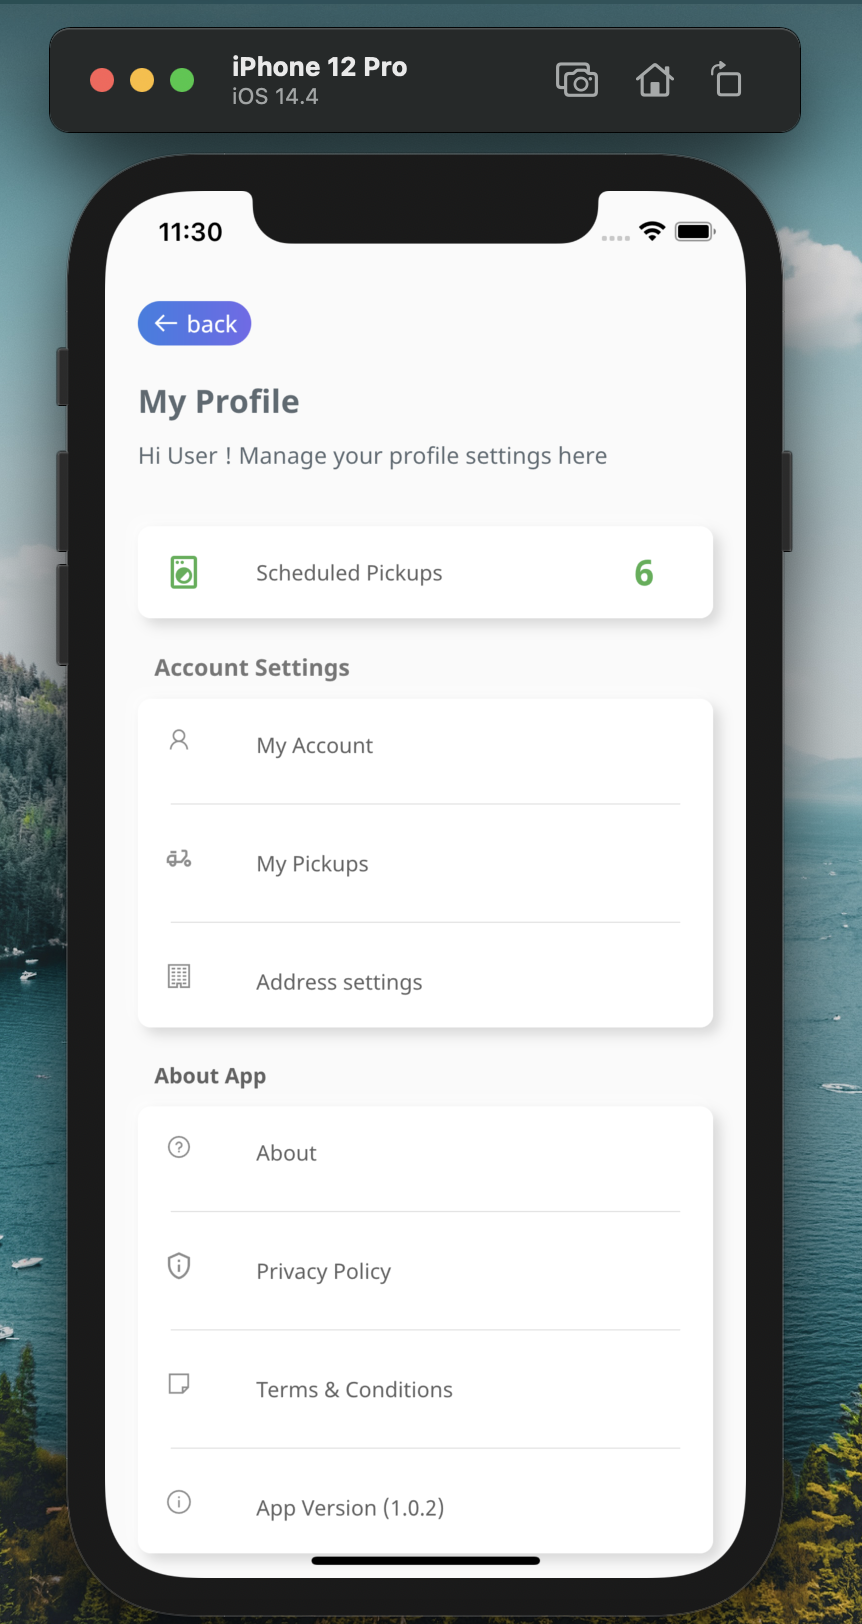 iPhone 12 Pro
iOS 14.4
11:30
back
My Profile
Hi User ! Manage your profile settings here
Scheduled Pickups 6
Account Settings
My Account
My Pickups
Address settings
About App
About
Privacy Policy
Terms & Conditions
App Version (1.0.2)